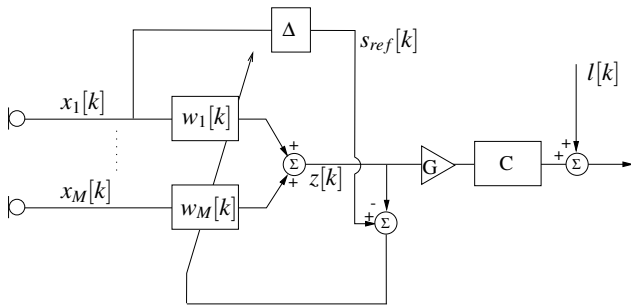 Δ
s_ref[k]
x_1[k]
w_1[k]
l[k]
+
Σ
+
z[k]
G
C
+
+
Σ
x_M[k]
w_M[k]
-
+
Σ